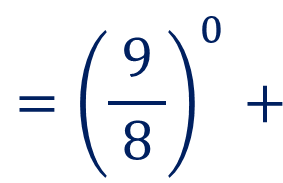 = (9/8)^0 +